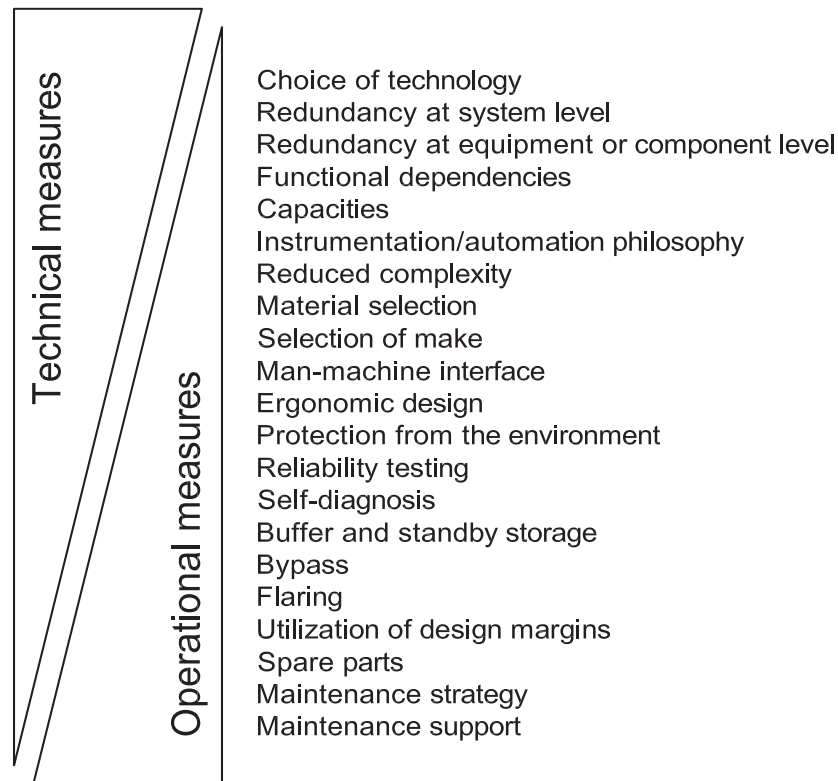 Technical measures
Operational measures
Choice of technology
Redundancy at system level
Redundancy at equipment or component level
Functional dependencies
Capacities
Instrumentation/automation philosophy
Reduced complexity
Material selection
Selection of make
Man-machine interface
Ergonomic design
Protection from the environment
Reliability testing
Self-diagnosis
Buffer and standby storage
Bypass
Flaring
Utilization of design margins
Spare parts
Maintenance strategy
Maintenance support